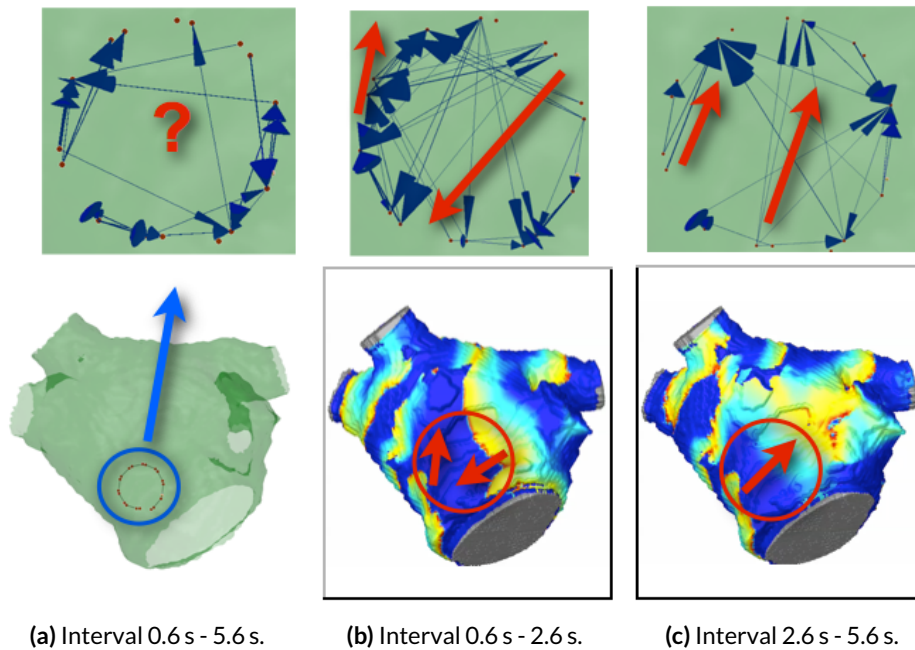 ?
(a) Interval 0.6 s - 5.6 s.
(b) Interval 0.6 s - 2.6 s.
(c) Interval 2.6 s - 5.6 s.